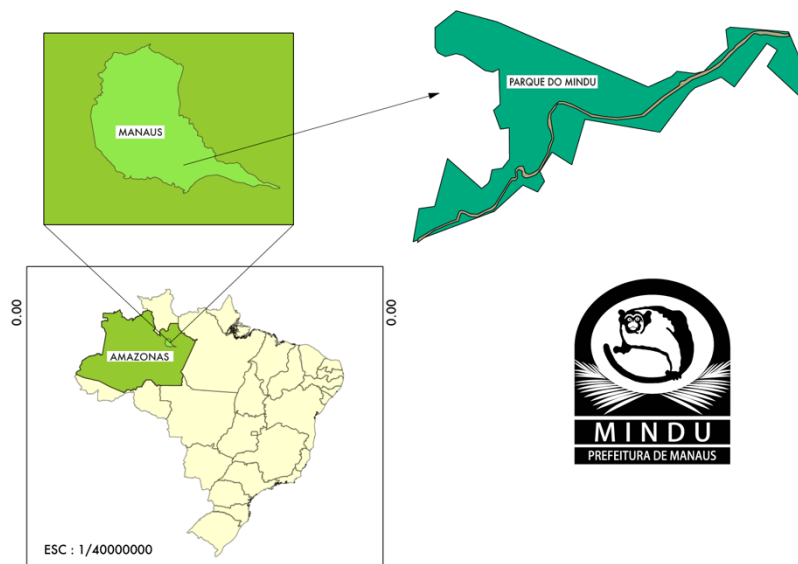 MANAUS
PARQUE DO MINDU
0.00
0.00
AMAZONAS
ESC : 1/40000000
MINDU
PREFEITURA DE MANAUS